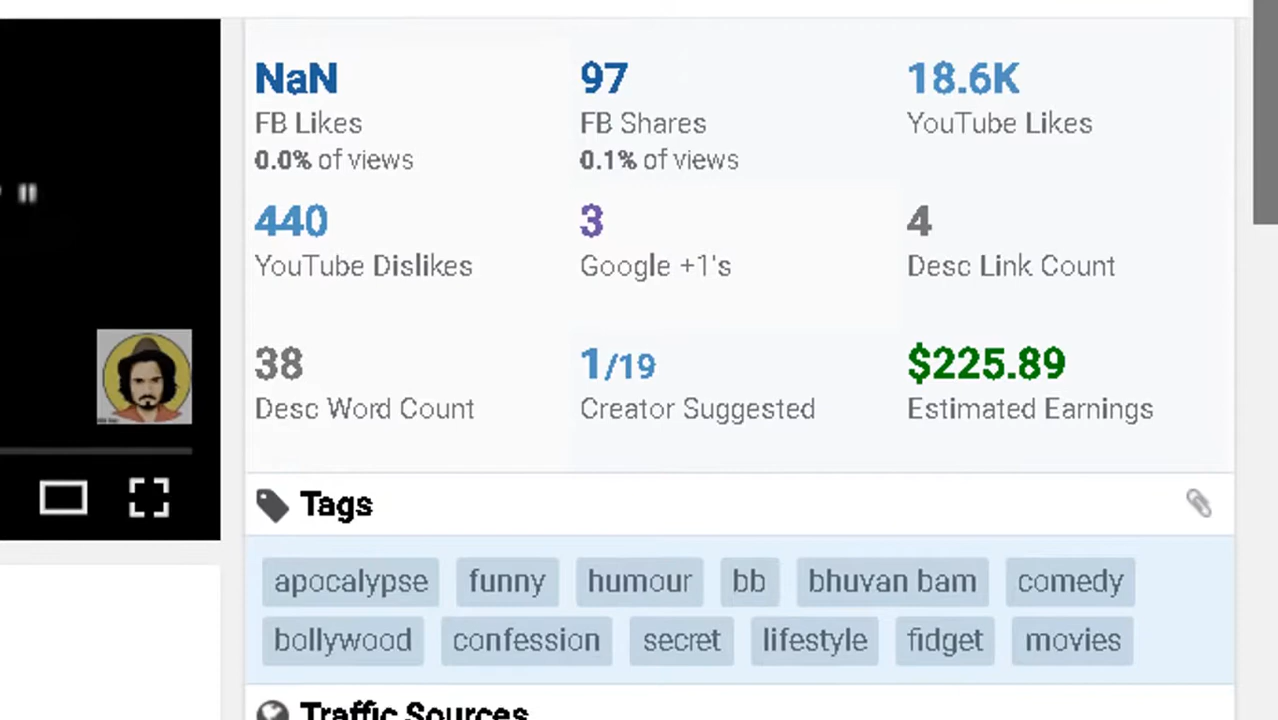 NaN 97 18.6K
FB Likes FB Shares YouTube Likes
0.0% of views 0.1% of views
440 3 4
YouTube Dislikes Google +1's Desc Link Count
38 1/19 $225.89
Desc Word Count Creator Suggested Estimated Earnings
Tags
apocalypse funny humour bb bhuvan bam comedy
bollywood confession secret lifestyle fidget movies
Traffic Sources